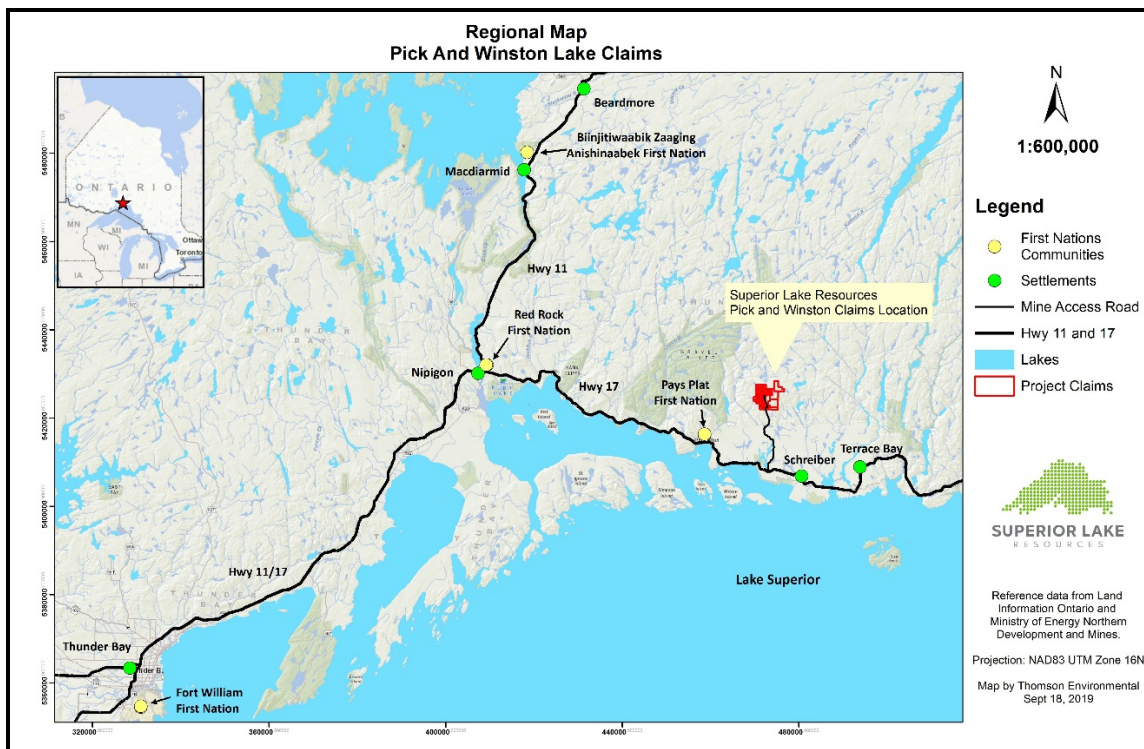 Regional Map
Pick And Winston Lake Claims
N
1:600,000
Legend
First Nations
Communities
Settlements
Mine Access Road
Hwy 11 and 17
Lakes
Project Claims
SUPERIOR LAKE
RESOURCES
Reference data from Land
Information Ontario and
Ministry of Energy Northern
Development and Mines.
Projection: NAD83 UTM Zone 16N
Map by Thomson Environmental
Sept 18, 2019
ONTARIO
MN
WI
MI
IA
MI
Ottawa
Toronto
Beardmore
Biinjitiwaabik Zaaging
Anishinaabek First Nation
Macdiarmid
Hwy 11
Superior Lake Resources
Pick and Winston Claims Location
Red Rock
First Nation
Nipigon
Hwy 17
Pays Plat
First Nation
Schreiber
Terrace Bay
Hwy 11/17
Lake Superior
Thunder Bay
Fort William
First Nation
THUNDER
BAY
THUNDER
BAY
5480000
5460000
5440000
5420000
5400000
5380000
5360000
320000
360000
400000
440000
480000